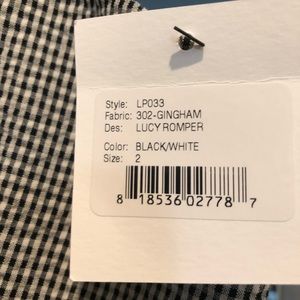 Style: LP033
Fabric: 302-GINGHAM
Des: LUCY ROMPER
Color: BLACK/WHITE
Size: 2
8 18536 02778 7